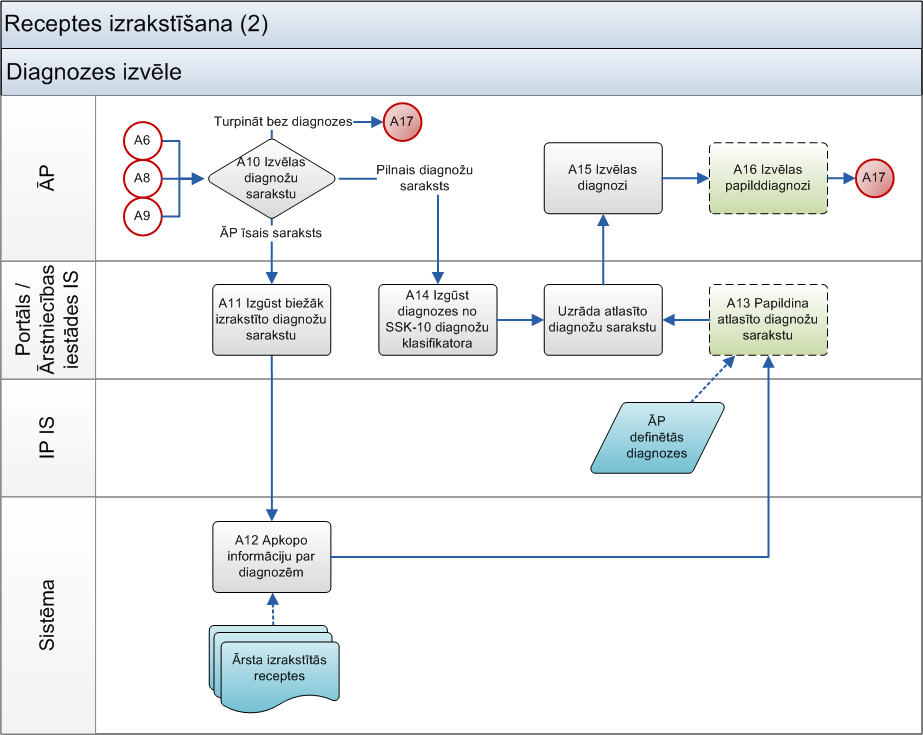 Receptes izrakstīšana (2)
Diagnozes izvēle
ĀP
A6
A8
A9
A10 Izvēlas
diagnožu
sarakstu
Turpināt bez diagnozes
A17
Pilnais diagnožu
saraksts
ĀP īsais saraksts
A15 Izvēlas
diagnozi
A16 Izvēlas
papilddiagnozi
A17
Portāls /
Ārstniecības
iestādes IS
A11 Izgūst biežāk
izrakstīto diagnožu
sarakstu
A14 Izgūst
diagnozes no
SSK-10 diagnožu
klasifikatora
Uzrāda atlasīto
diagnožu sarakstu
A13 Papildina
atlasīto diagnožu
sarakstu
IP IS
ĀP
definētās
diagnozes
Sistēma
A12 Apkopo
informāciju par
diagnozēm
Ārsta izrakstītās
receptes